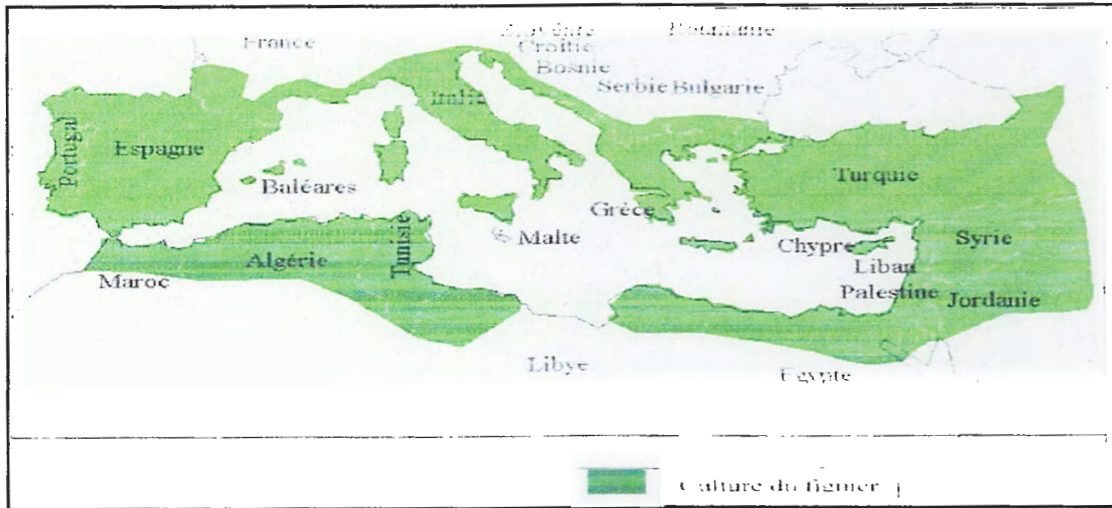 France
Croitie
Roumanie
Bosnie
Serbie Bulgarie
Italie
Portugal
Espagne
Turquie
Baléares
Grèce
Malte
Chypre
Syrie
Tunisie
Algérie
Liban
Maroc
Palestine
Jordanie
Libye
Egypte
Culture du figuier